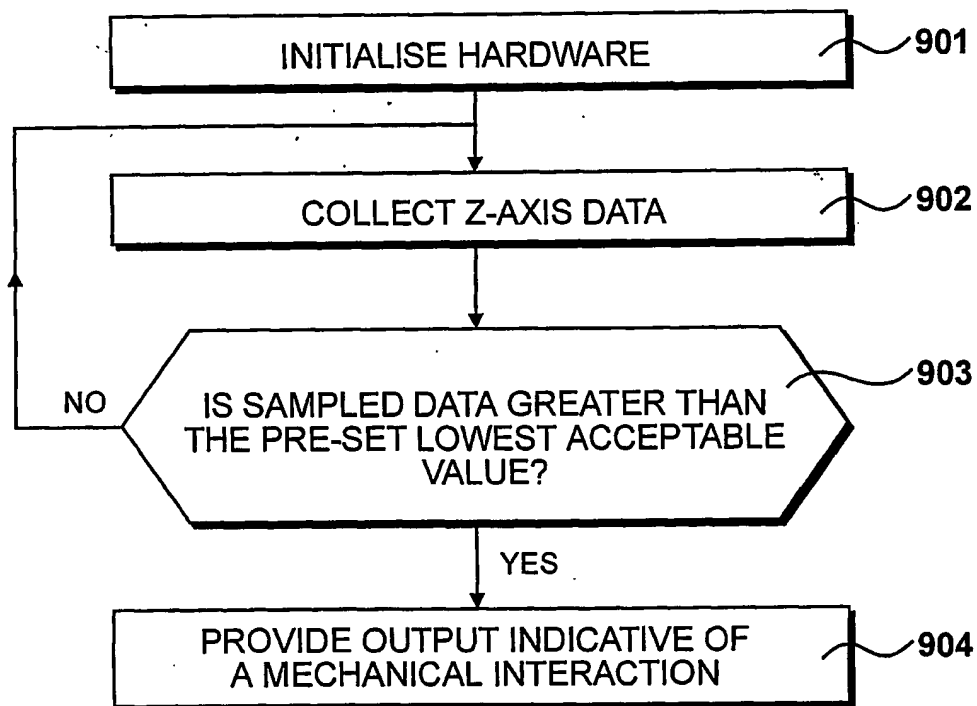 INITIALISE HARDWARE
901
COLLECT Z-AXIS DATA
902
903
NO
IS SAMPLED DATA GREATER THAN
THE PRE-SET LOWEST ACCEPTABLE
VALUE?
YES
PROVIDE OUTPUT INDICATIVE OF
A MECHANICAL INTERACTION
904